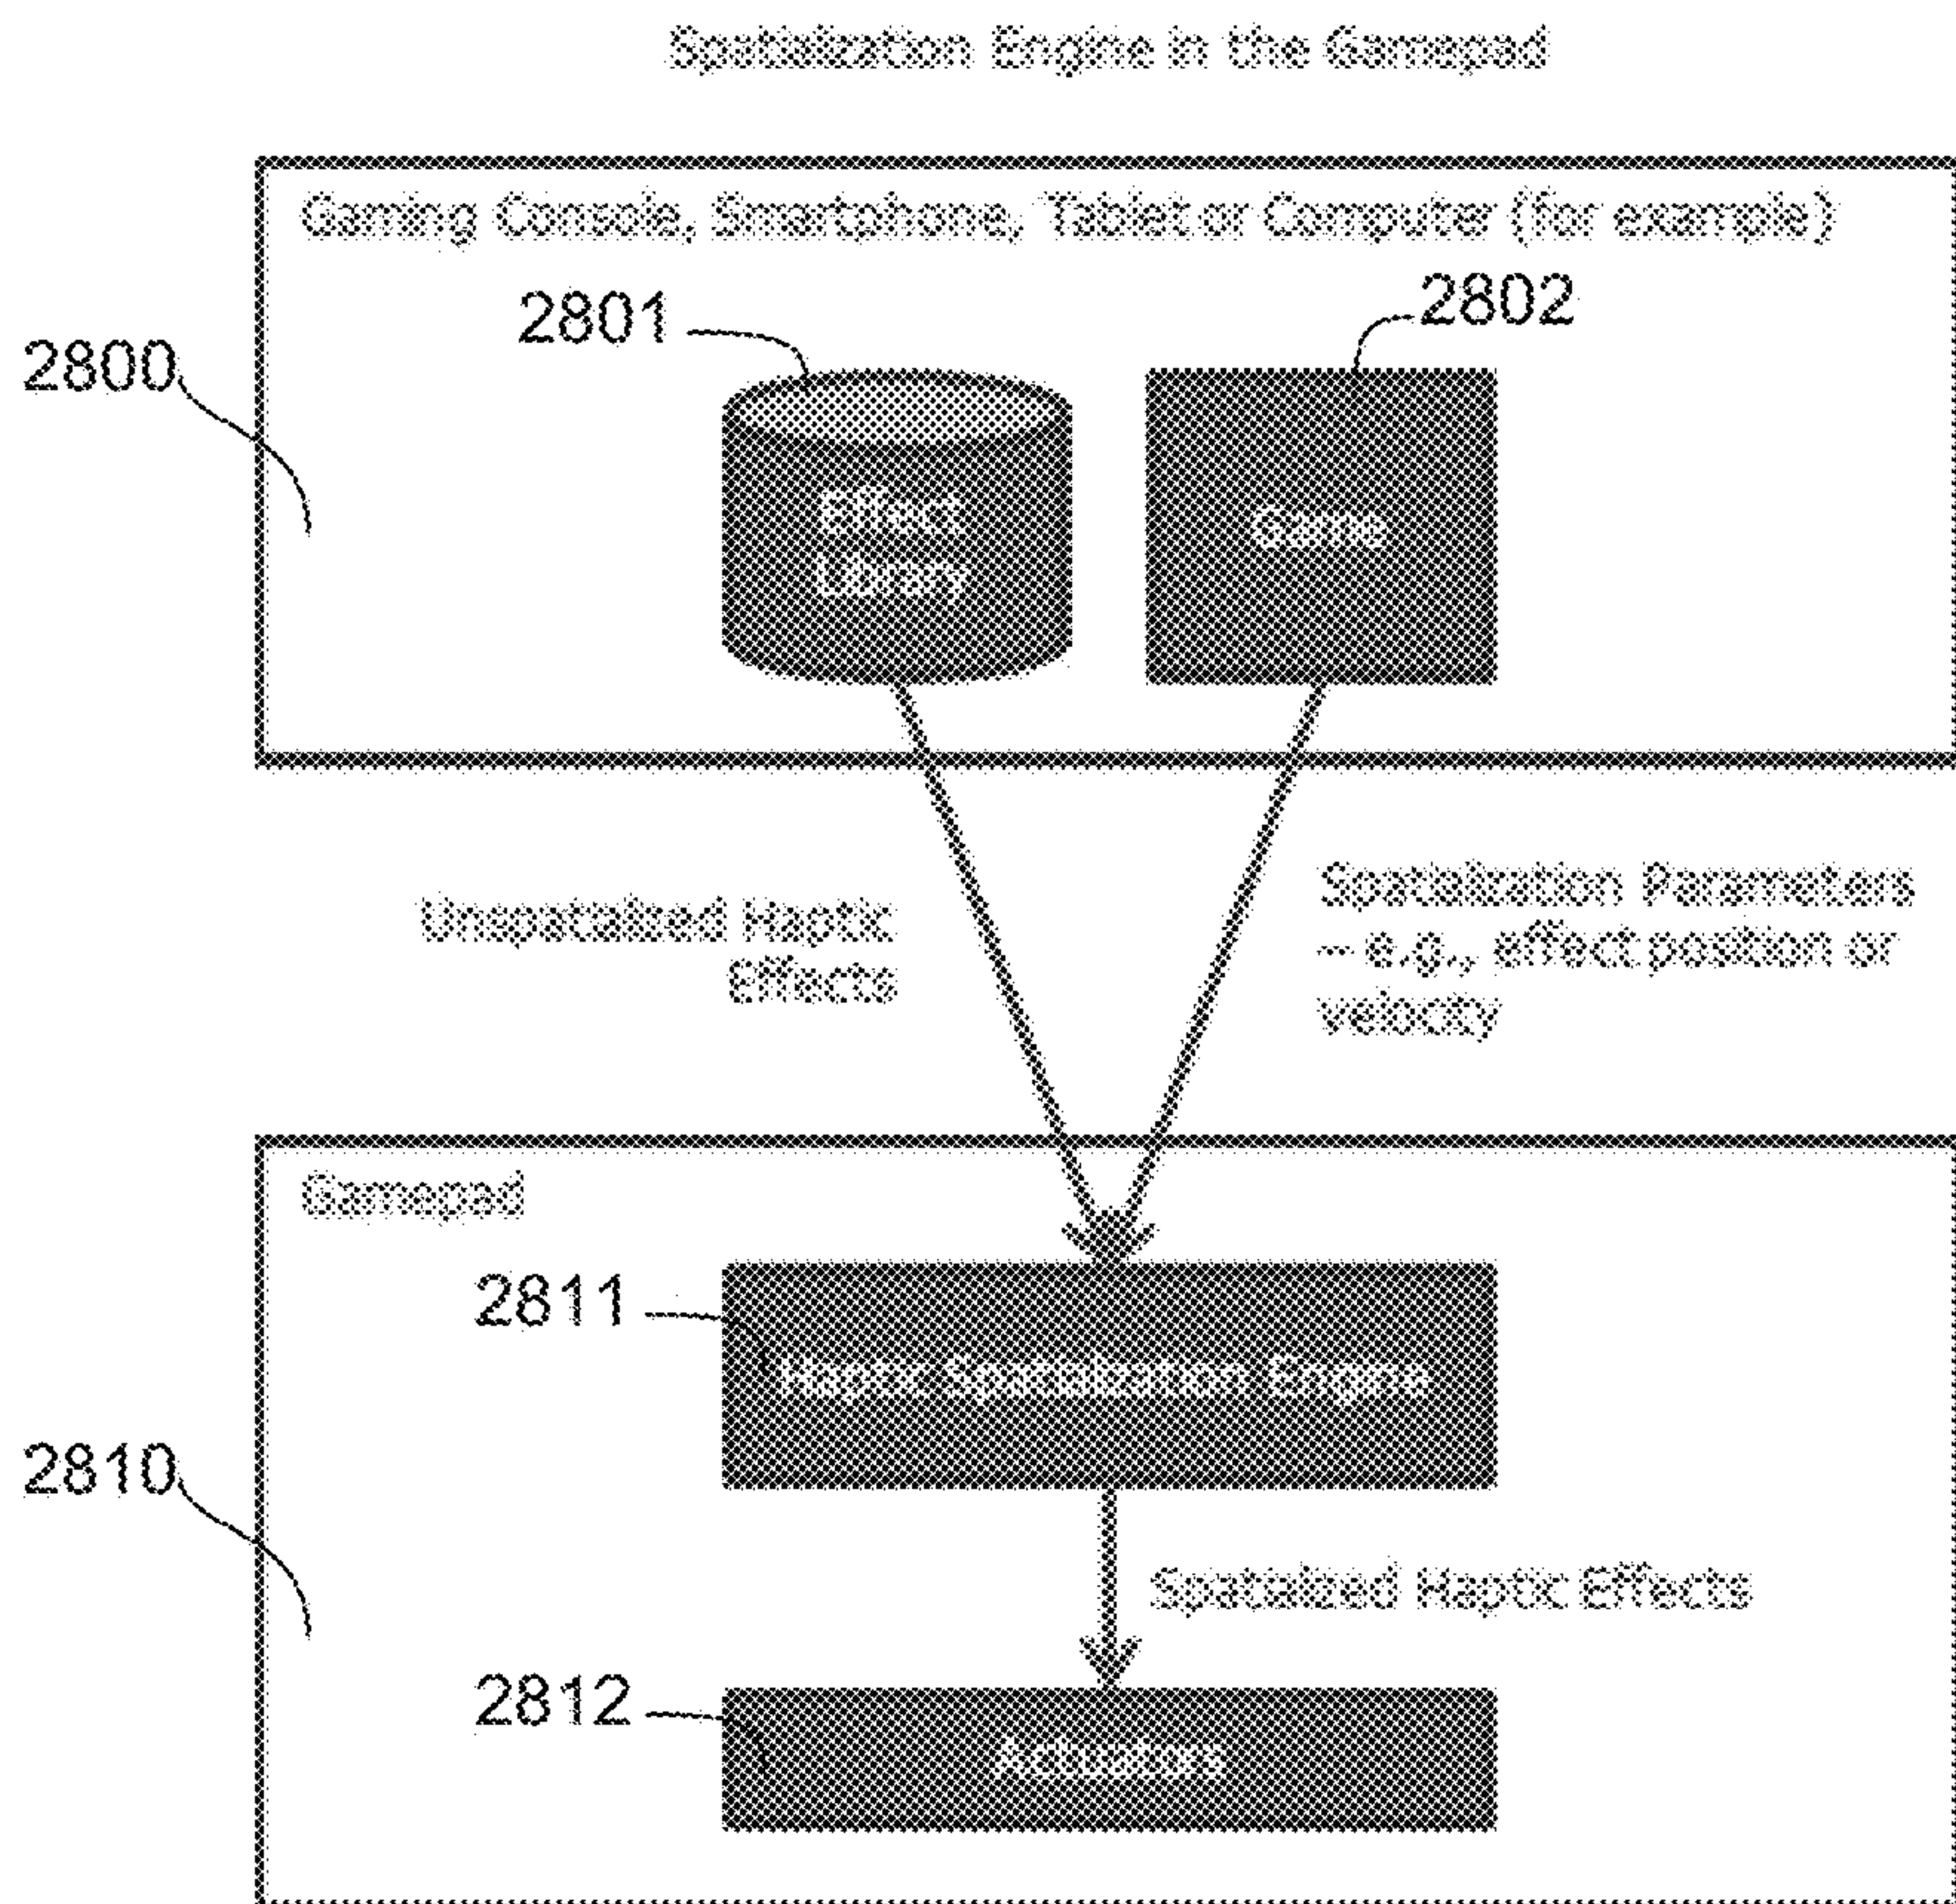 Spatialization Engine in the Gamepad
Gaming Console, Smartphone, Tablet or Computer (for example)
2801
2802
2800
Effect
Library
Game
Unspatialized Haptic
Effects
Spatialization Parameters
– e.g., effect position or
velocity
Gamepad
2811
Haptic Spatialization Engine
2810
Spatialized Haptic Effects
2812
Actuators